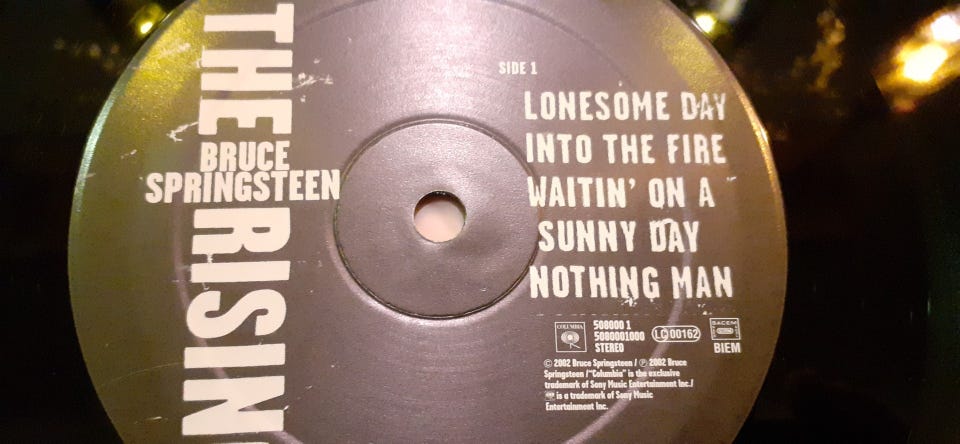 THE RISIN
BRUCE
SPRINGSTEEN
SIDE 1
LONESOME DAY
INTO THE FIRE
WAITIN' ON A
SUNNY DAY
NOTHING MAN
COLUMBIA
508000 1
5080001000
STEREO
LC 00162
SACEM
BIEM
© 2002 Bruce Springsteen / ℗ 2002 Bruce
Springsteen / "Columbia" is the exclusive
trademark of Sony Music Entertainment Inc./
is a trademark of Sony Music
Entertainment Inc.